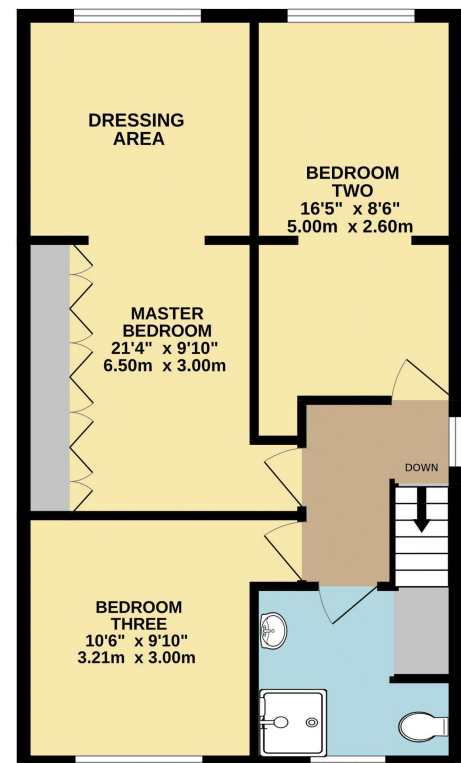 DRESSING
AREA
BEDROOM
TWO
16'5" x 8'6"
5.00m x 2.60m
MASTER
BEDROOM
21'4" x 9'10"
6.50m x 3.00m
DOWN
BEDROOM
THREE
10'6" x 9'10"
3.21m x 3.00m